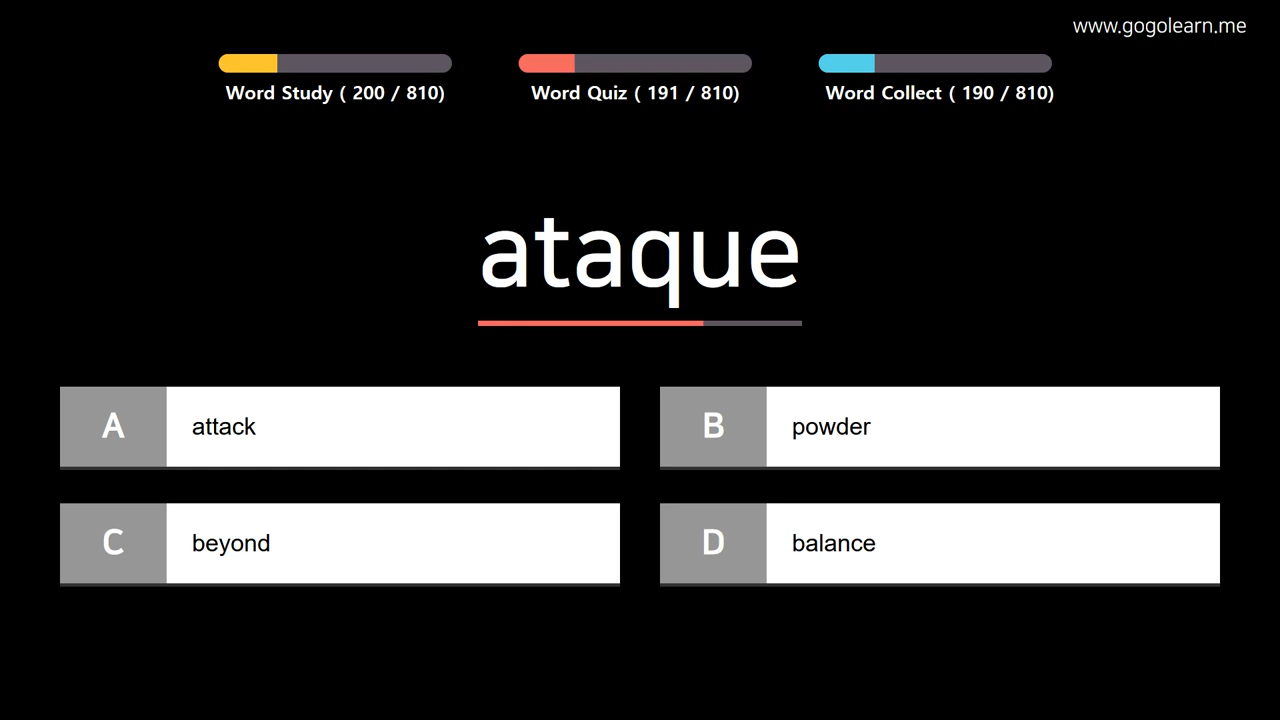 www.gogolearn.me
Word Study ( 200 / 810)
Word Quiz ( 191 / 810)
Word Collect ( 190 / 810)
ataque
A attack
B powder
C beyond
D balance